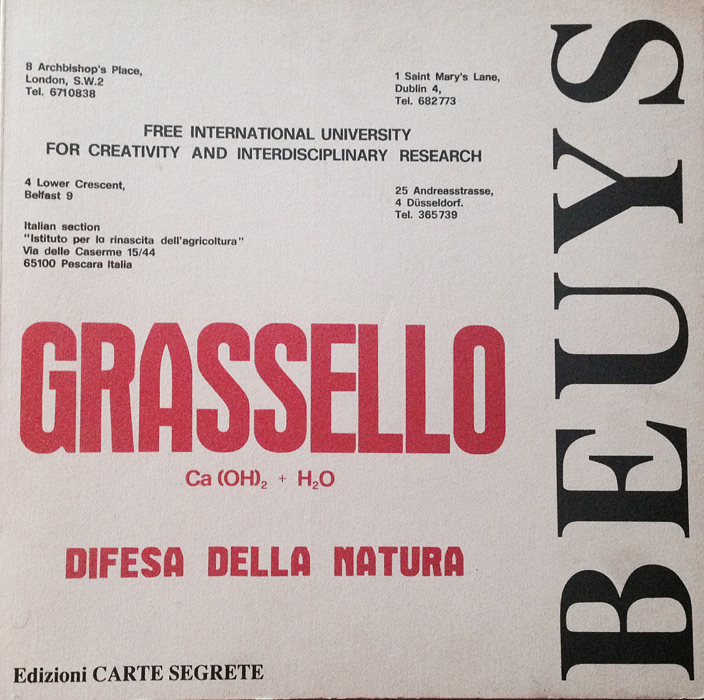 8 Archbishop's Place,
London, S.W.2
Tel. 6710838
1 Saint Mary's Lane,
Dublin 4,
Tel. 682773
FREE INTERNATIONAL UNIVERSITY
FOR CREATIVITY AND INTERDISCIPLINARY RESEARCH
4 Lower Crescent,
Belfast 9
25 Andreasstrasse,
4 Düsseldorf.
Tel. 365739
Italian section
"Istituto per la rinascita dell'agricoltura"
Via delle Caserme 15/44
65100 Pescara Italia
GRASSELLO
Ca (OH)₂ + H₂O
DIFESA DELLA NATURA
Edizioni CARTE SEGRETE
BEUYS